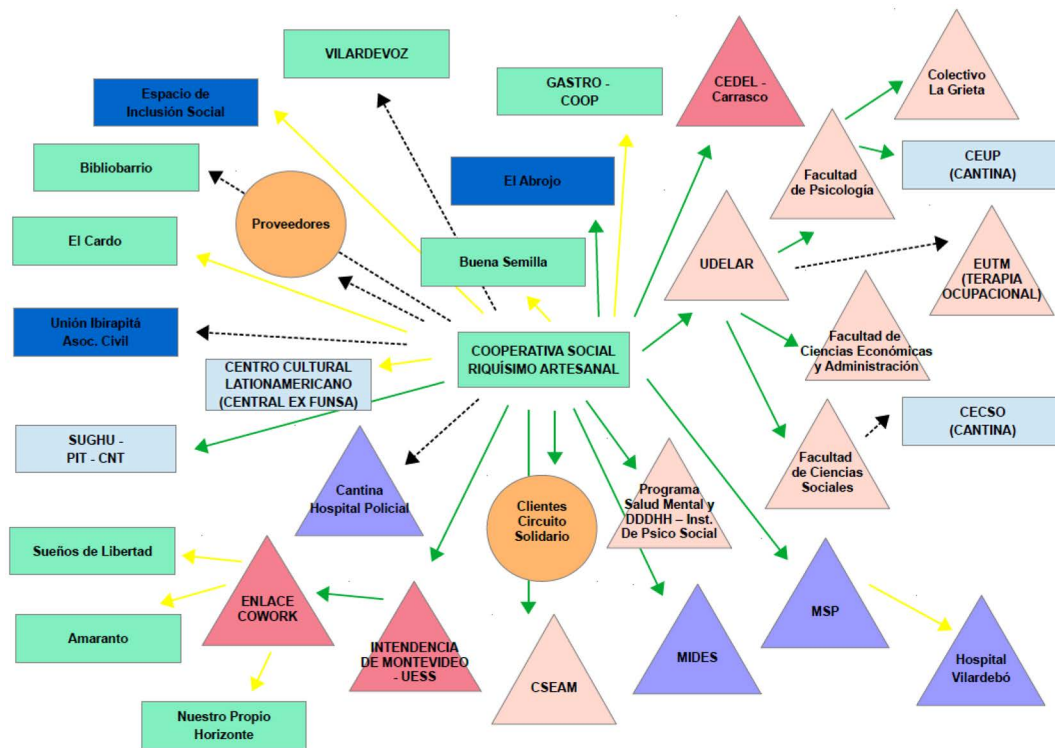 VILARDEVOZ
Espacio de
Inclusión Social
Bibliobarrio
Proveedores
El Cardo
Unión Ibirapitá
Asoc. Civil
GASTRO -
COOP
El Abrojo
Buena Semilla
CEDEL -
Carrasco
Colectivo
La Grieta
Facultad
de Psicología
CEUP
(CANTINA)
UDELAR
EUTM
(TERAPIA
OCUPACIONAL)
COOPERATIVA SOCIAL
RIQUÍSIMO ARTESANAL
CENTRO CULTURAL
LATIONAMERICANO
(CENTRAL EX FUNSA)
Facultad de
Ciencias Económicas
y Administración
SUGHU -
PIT - CNT
Cantina
Hospital Policial
Clientes
Circuito
Solidario
Programa
Salud Mental y
DDDHH – Inst.
De Psico Social
Facultad
de Ciencias
Sociales
CECSO
(CANTINA)
Sueños de Libertad
Amaranto
ENLACE
COWORK
Nuestro Propio
Horizonte
INTENDENCIA
DE MONTEVIDEO
- UESS
CSEAM
MIDES
MSP
Hospital
Vilardebó